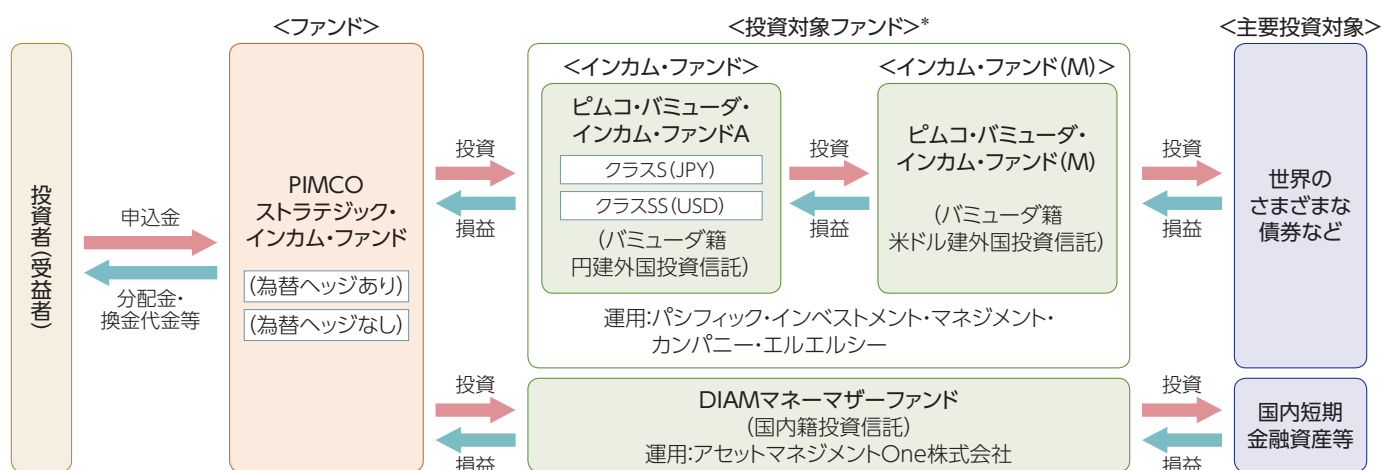 <ファンド>
<投資対象ファンド>*
<主要投資対象>
投資者(受益者)
申込金
分配金・
換金代金等
PIMCO
ストラテジック・
インカム・ファンド
(為替ヘッジあり)
(為替ヘッジなし)
投資
損益
<インカム・ファンド>
ピムコ・バミューダ・
インカム・ファンドA
クラスS(JPY)
クラスSS(USD)
(バミューダ籍
円建外国投資信託)
投資
損益
<インカム・ファンド(M)>
ピムコ・バミューダ・
インカム・ファンド(M)
(バミューダ籍
米ドル建外国投資信託)
運用:パシフィック・インベストメント・マネジメント・
カンパニー・エルエルシー
投資
損益
世界の
さまざまな
債券など
投資
損益
DIAMマネーマザーファンド
(国内籍投資信託)
運用:アセットマネジメントOne株式会社
投資
損益
国内短期
金融資産等